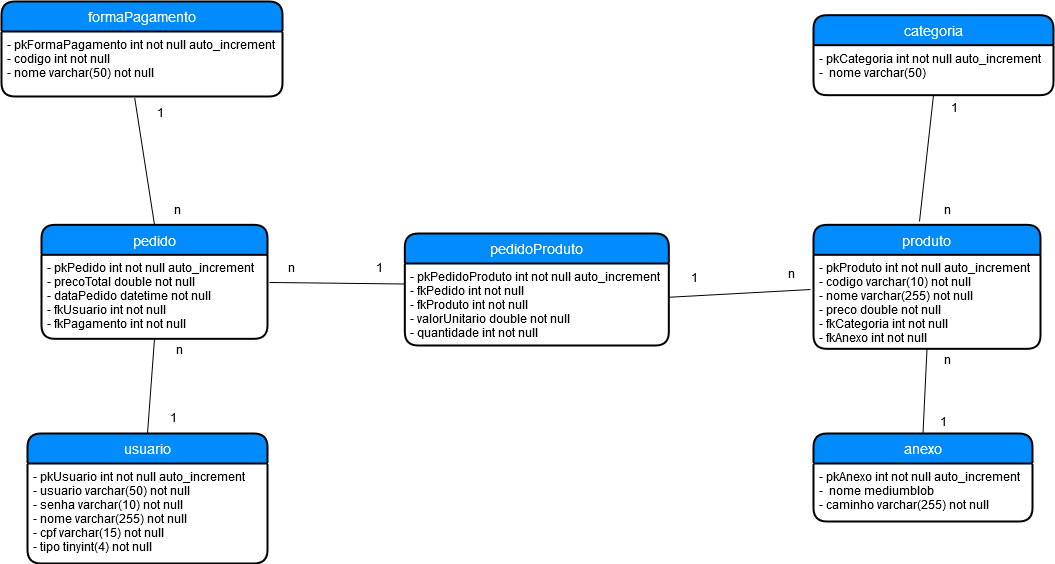 formaPagamento
- pkFormaPagamento int not null auto_increment
- codigo int not null
- nome varchar(50) not null
categoria
- pkCategoria int not null auto_increment
-  nome varchar(50)
1
1
n
n
pedido
- pkPedido int not null auto_increment
- precoTotal double not null
- dataPedido datetime not null
- fkUsuario int not null
- fkPagamento int not null
n
1
pedidoProduto
- pkPedidoProduto int not null auto_increment
- fkPedido int not null
- fkProduto int not null
- valorUnitario double not null
- quantidade int not null
1
n
produto
- pkProduto int not null auto_increment
- codigo varchar(10) not null
- nome varchar(255) not null
- preco double not null
- fkCategoria int not null
- fkAnexo int not null
n
1
n
1
usuario
- pkUsuario int not null auto_increment
- usuario varchar(50) not null
- senha varchar(10) not null
- nome varchar(255) not null
- cpf varchar(15) not null
- tipo tinyint(4) not null
anexo
- pkAnexo int not null auto_increment
-  nome mediumblob
- caminho varchar(255) not null